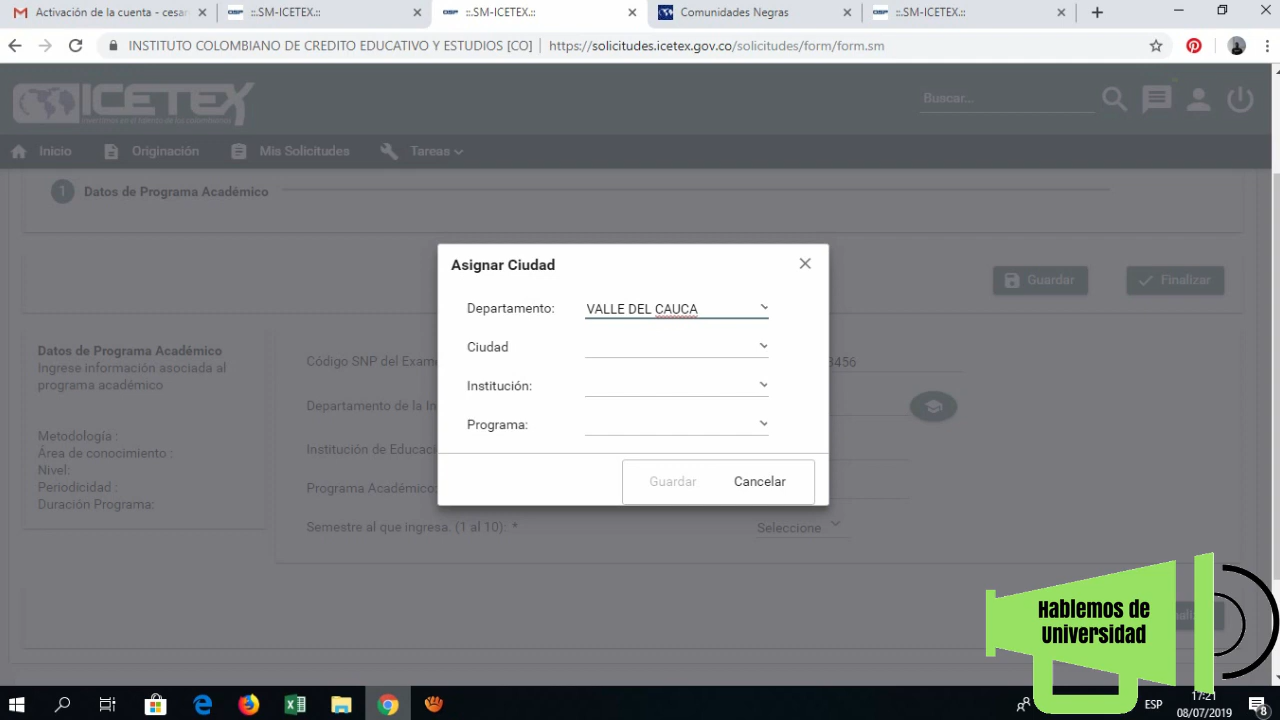 Activación de la cuenta - cesar
::.SM-ICETEX.::
::.SM-ICETEX.::
Comunidades Negras
::.SM-ICETEX.::
INSTITUTO COLOMBIANO DE CREDITO EDUCATIVO Y ESTUDIOS [CO] | https://solicitudes.icetex.gov.co/solicitudes/form/form.sm
ICETEX
Buscar...
Inicio
Originación
Mis Solicitudes
Tareas
1 Datos de Programa Académico
Guardar
Finalizar
Asignar Ciudad
Departamento: VALLE DEL CAUCA
Ciudad
Institución:
Programa:
Guardar
Cancelar
Datos de Programa Académico
Ingrese información asociada al
programa académico
Metodología :
Área de conocimiento :
Nivel:
Periodicidad :
Duración Programa:
Código SNP del Exame
3456
Departamento de la In
Institución de Educaci
Programa Académico:
Semestre al que ingresa. (1 al 10): *
Seleccione
Hablemos de
Universidad
ESP
17:21
08/07/2019
8